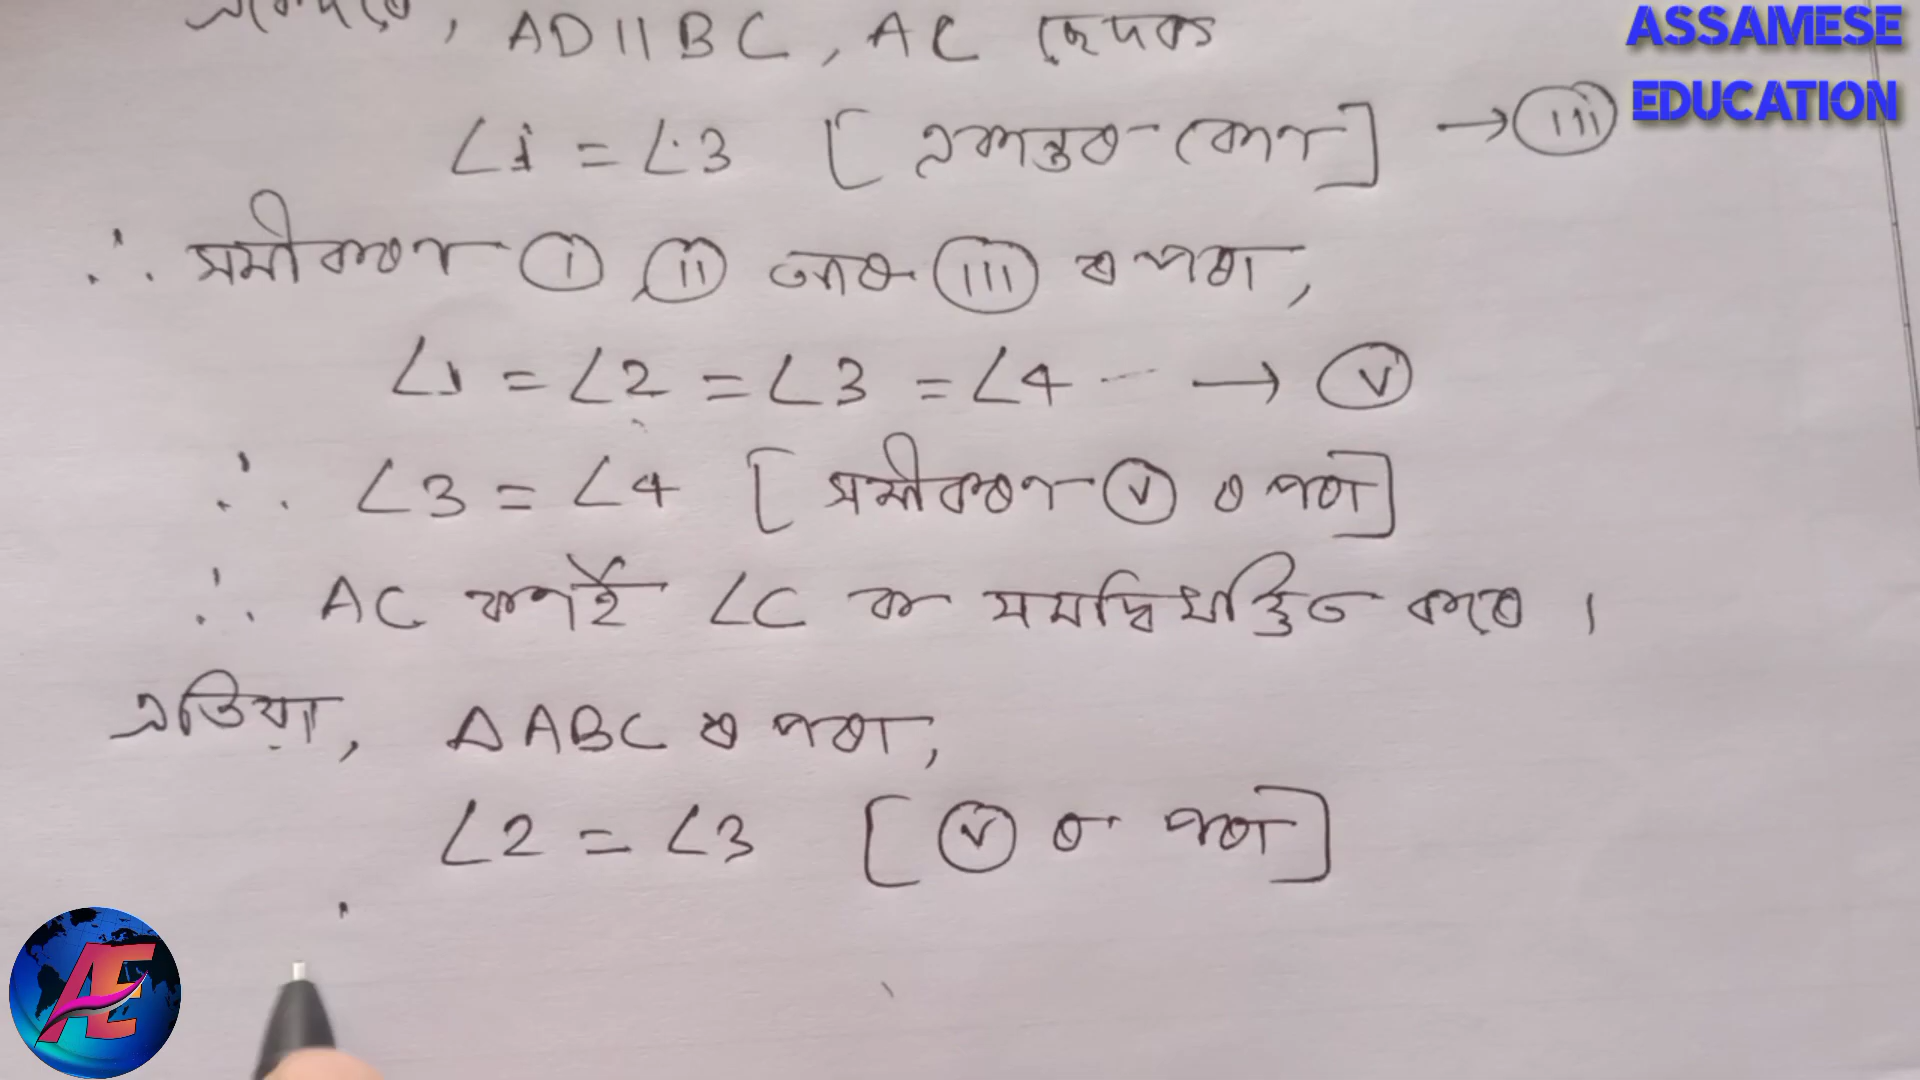 ASSAMESE
EDUCATION
, AD || BC, AC ছেদক
∠1 = ∠3 [একান্তৰ কোণ] → (iii)
∴ সমীকৰণ (i), (ii) আৰু (iii) ৰ পৰা,
∠1 = ∠2 = ∠3 = ∠4 → (v)
∴ ∠3 = ∠4 [সমীকৰণ (v) ৰ পৰা]
∴ AC কৰ্ণই ∠C ক সমদ্বিখণ্ডিত কৰে।
এতিয়া, ΔABC ৰ পৰা,
∠2 = ∠3 [(v) ৰ পৰা]
AE